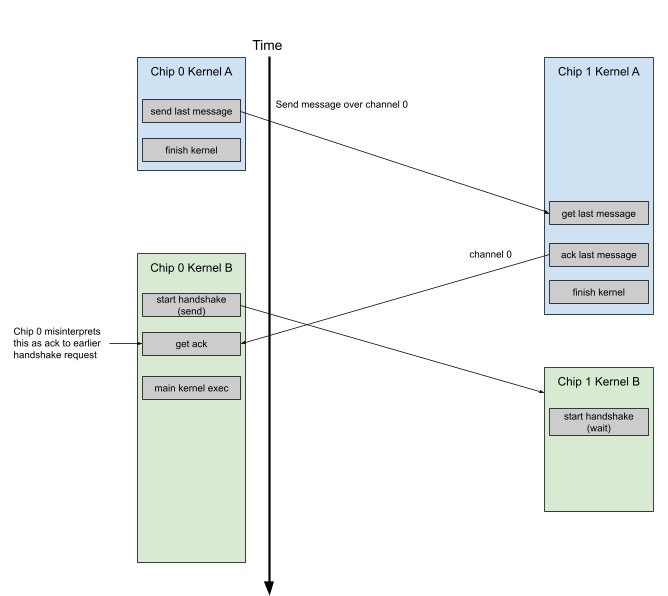 Time
Chip 0 Kernel A
Chip 1 Kernel A
send last message
Send message over channel 0
finish kernel
get last message
channel 0
ack last message
Chip 0 Kernel B
finish kernel
start handshake
(send)
Chip 0 misinterprets
this as ack to earlier
handshake request
get ack
main kernel exec
Chip 1 Kernel B
start handshake
(wait)